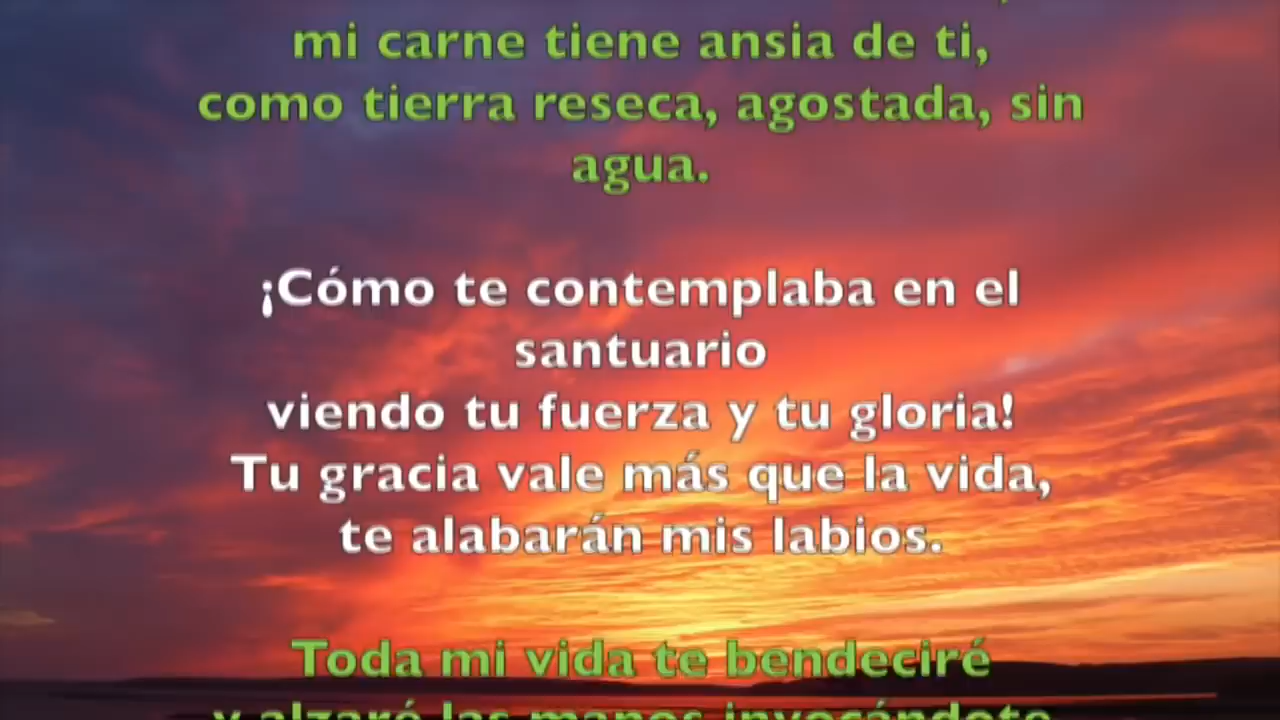 mi carne tiene ansia de ti,
como tierra reseca, agostada, sin
agua.
¡Cómo te contemplaba en el
santuario
viendo tu fuerza y tu gloria!
Tu gracia vale más que la vida,
te alabarán mis labios.
Toda mi vida te bendeciré
y alzaré las manos invocándote